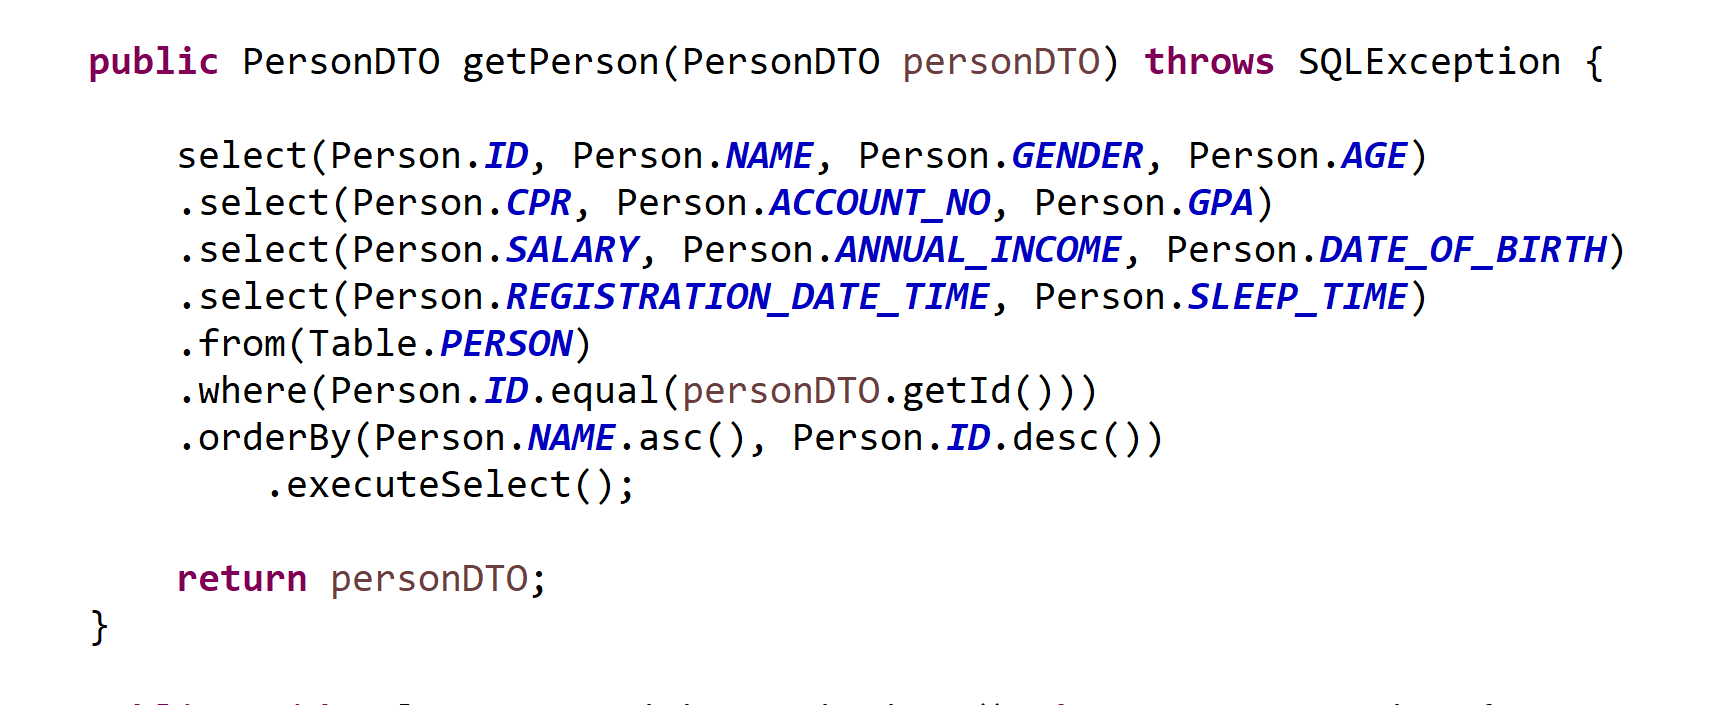 public PersonDTO getPerson(PersonDTO personDTO) throws SQLException {
select(Person.ID, Person.NAME, Person.GENDER, Person.AGE)
.select(Person.CPR, Person.ACCOUNT_NO, Person.GPA)
.select(Person.SALARY, Person.ANNUAL_INCOME, Person.DATE_OF_BIRTH)
.select(Person.REGISTRATION_DATE_TIME, Person.SLEEP_TIME)
.from(Table.PERSON)
.where(Person.ID.equal(personDTO.getId()))
.orderBy(Person.NAME.asc(), Person.ID.desc())
.executeSelect();
return personDTO;
}